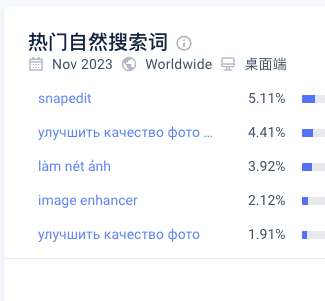 热门自然搜索词
Nov 2023 Worldwide 桌面端
snapedit 5.11%
улучшить качество фото ... 4.41%
làm nét ảnh 3.92%
image enhancer 2.12%
улучшить качество фото 1.91%